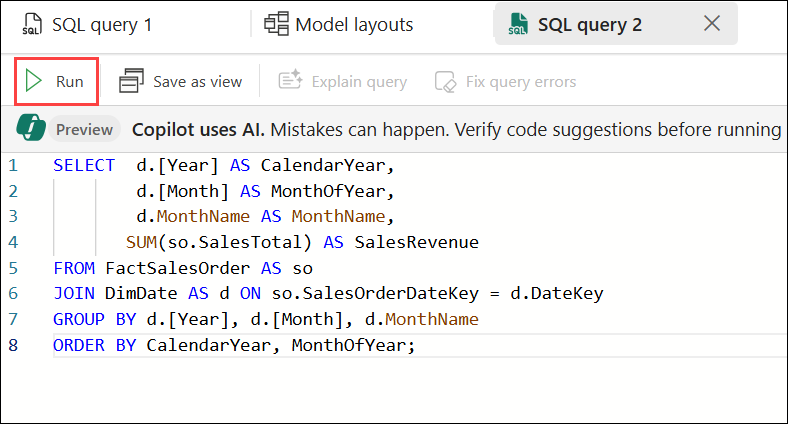 SQL query 1 Model layouts SQL query 2
Run Save as view Explain query Fix query errors
Preview Copilot uses AI. Mistakes can happen. Verify code suggestions before running
1 SELECT d.[Year] AS CalendarYear,
2 d.[Month] AS MonthOfYear,
3 d.MonthName AS MonthName,
4 SUM(so.SalesTotal) AS SalesRevenue
5 FROM FactSalesOrder AS so
6 JOIN DimDate AS d ON so.SalesOrderDateKey = d.DateKey
7 GROUP BY d.[Year], d.[Month], d.MonthName
8 ORDER BY CalendarYear, MonthOfYear;